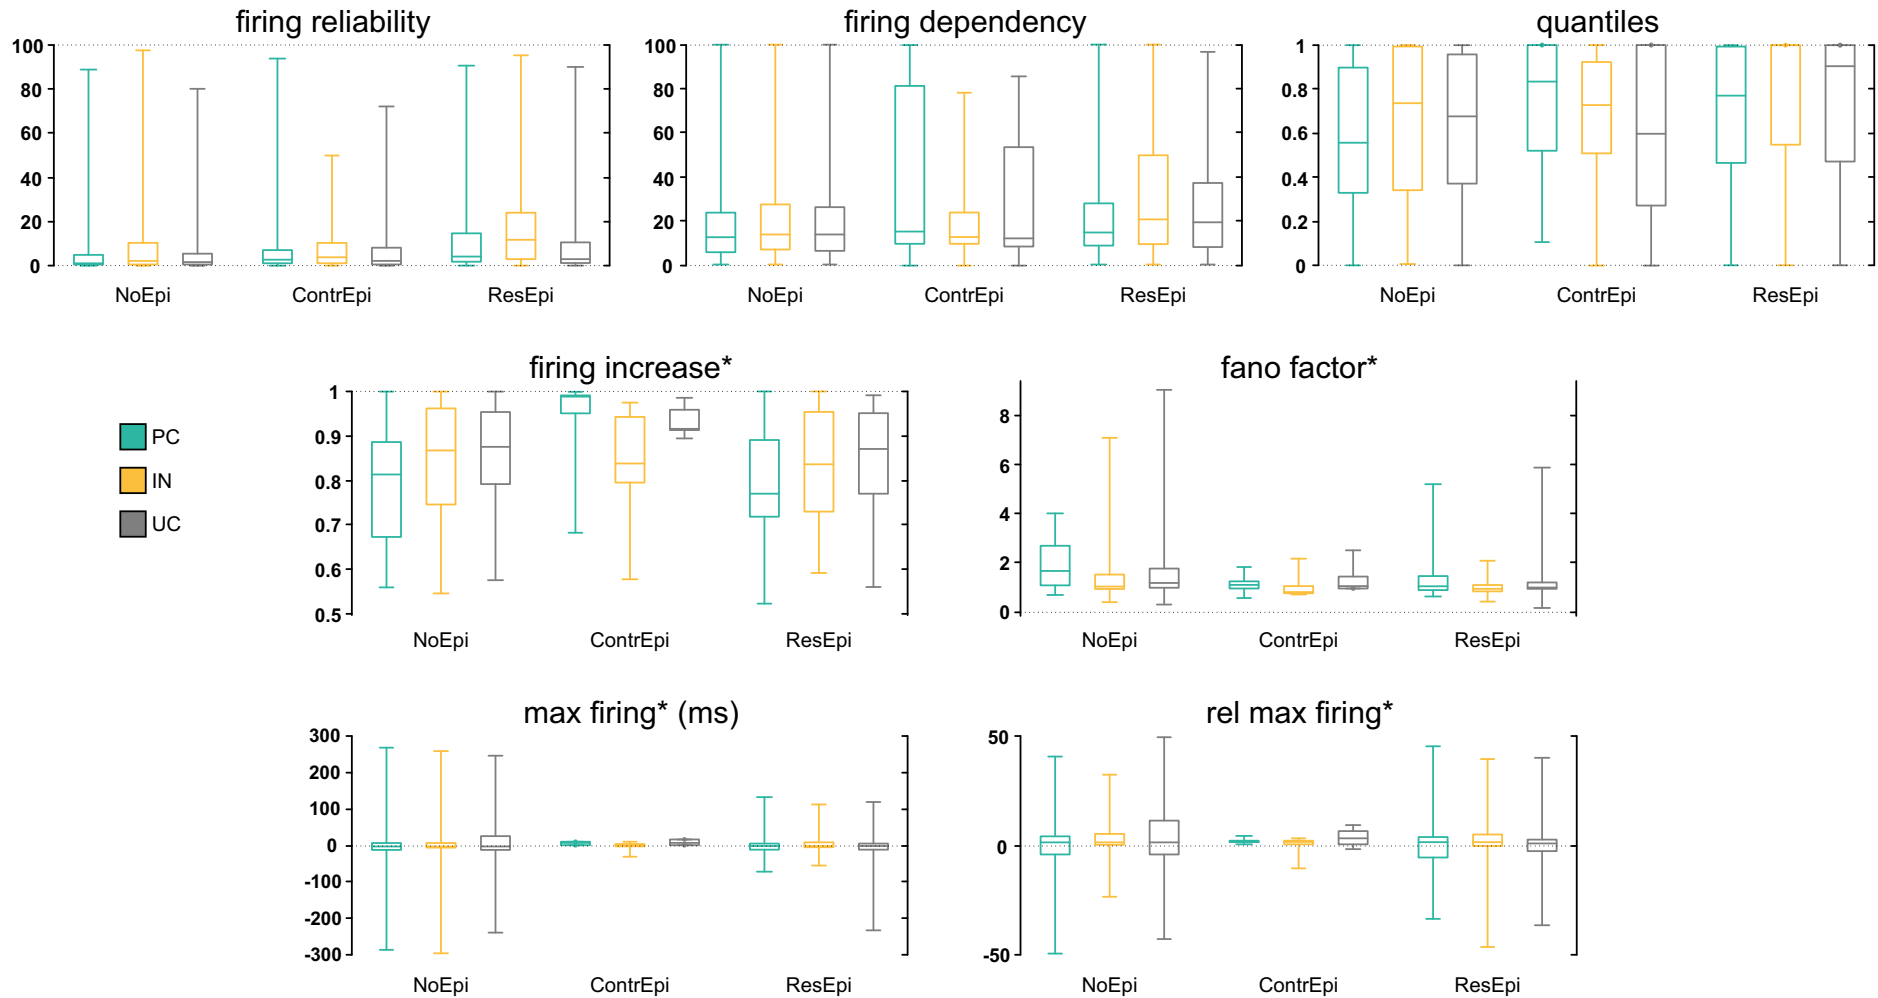 firing reliability
firing dependency
quantiles
100
80
60
40
20
0
NoEpi
ContrEpi
ResEpi
100
80
60
40
20
0
NoEpi
ContrEpi
ResEpi
1
0.8
0.6
0.4
0.2
0
NoEpi
ContrEpi
ResEpi
firing increase*
fano factor*
PC
IN
UC
1
0.9
0.8
0.7
0.6
0.5
NoEpi
ContrEpi
ResEpi
8
6
4
2
0
NoEpi
ContrEpi
ResEpi
max firing* (ms)
rel max firing*
300
200
100
0
-100
-200
-300
NoEpi
ContrEpi
ResEpi
50
0
-50
NoEpi
ContrEpi
ResEpi